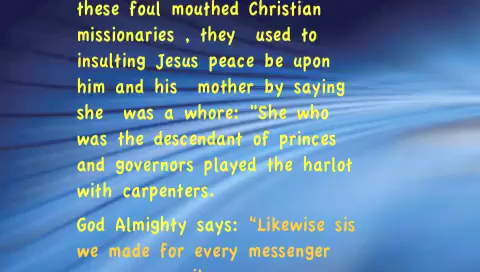 these foul mouthed Christian
missionaries , they used to
insulting Jesus peace be upon
him and his mother by saying
she was a whore: "She who
was the descendant of princes
and governors played the harlot
with carpenters.
God Almighty says: "Likewise sis
we made for every messenger